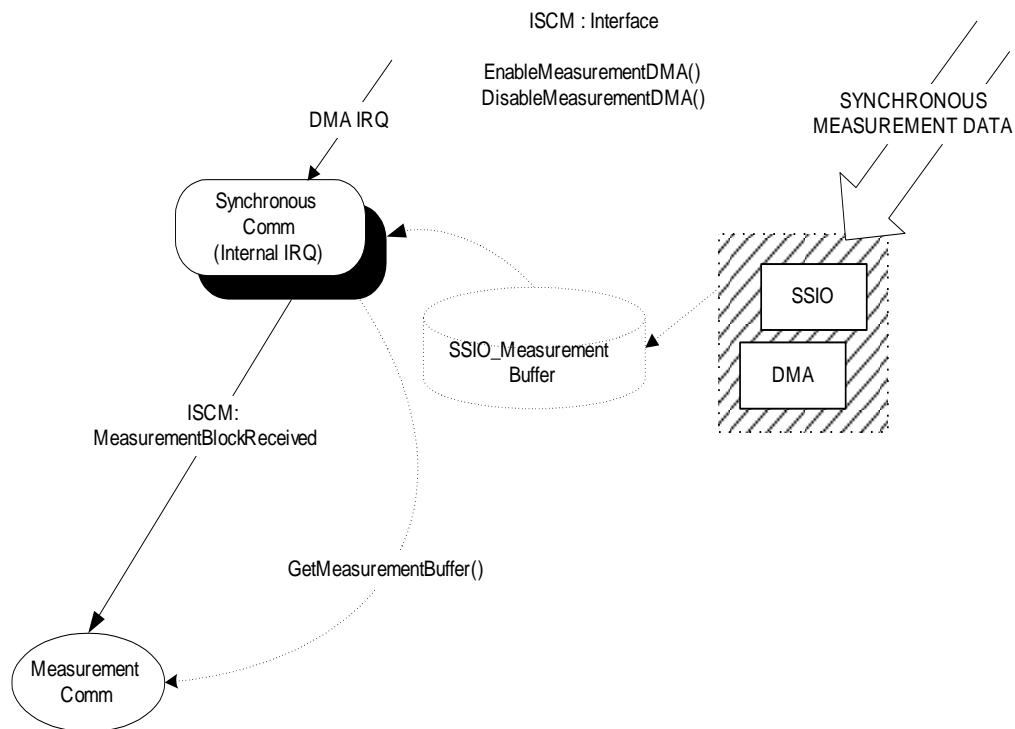 ISCM : Interface
EnableMeasurementDMA()
DisableMeasurementDMA()
SYNCHRONOUS
MEASUREMENT DATA
DMA IRQ
Synchronous
Comm
(Internal IRQ)
SSIO
DMA
SSIO_Measurement
Buffer
ISCM:
MeasurementBlockReceived
GetMeasurementBuffer()
Measurement
Comm